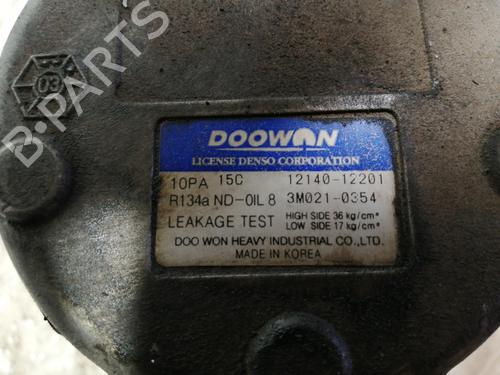 03
B-PARTS
DOOWON
LICENSE DENSO CORPORATION
10PA 15C 12140-12201
R134a ND-OIL 8 3M021-0354
LEAKAGE TEST HIGH SIDE 36 kg/cm²
LOW SIDE 17 kg/cm²
DOO WON HEAVY INDUSTRIAL CO.,LTD.
MADE IN KOREA